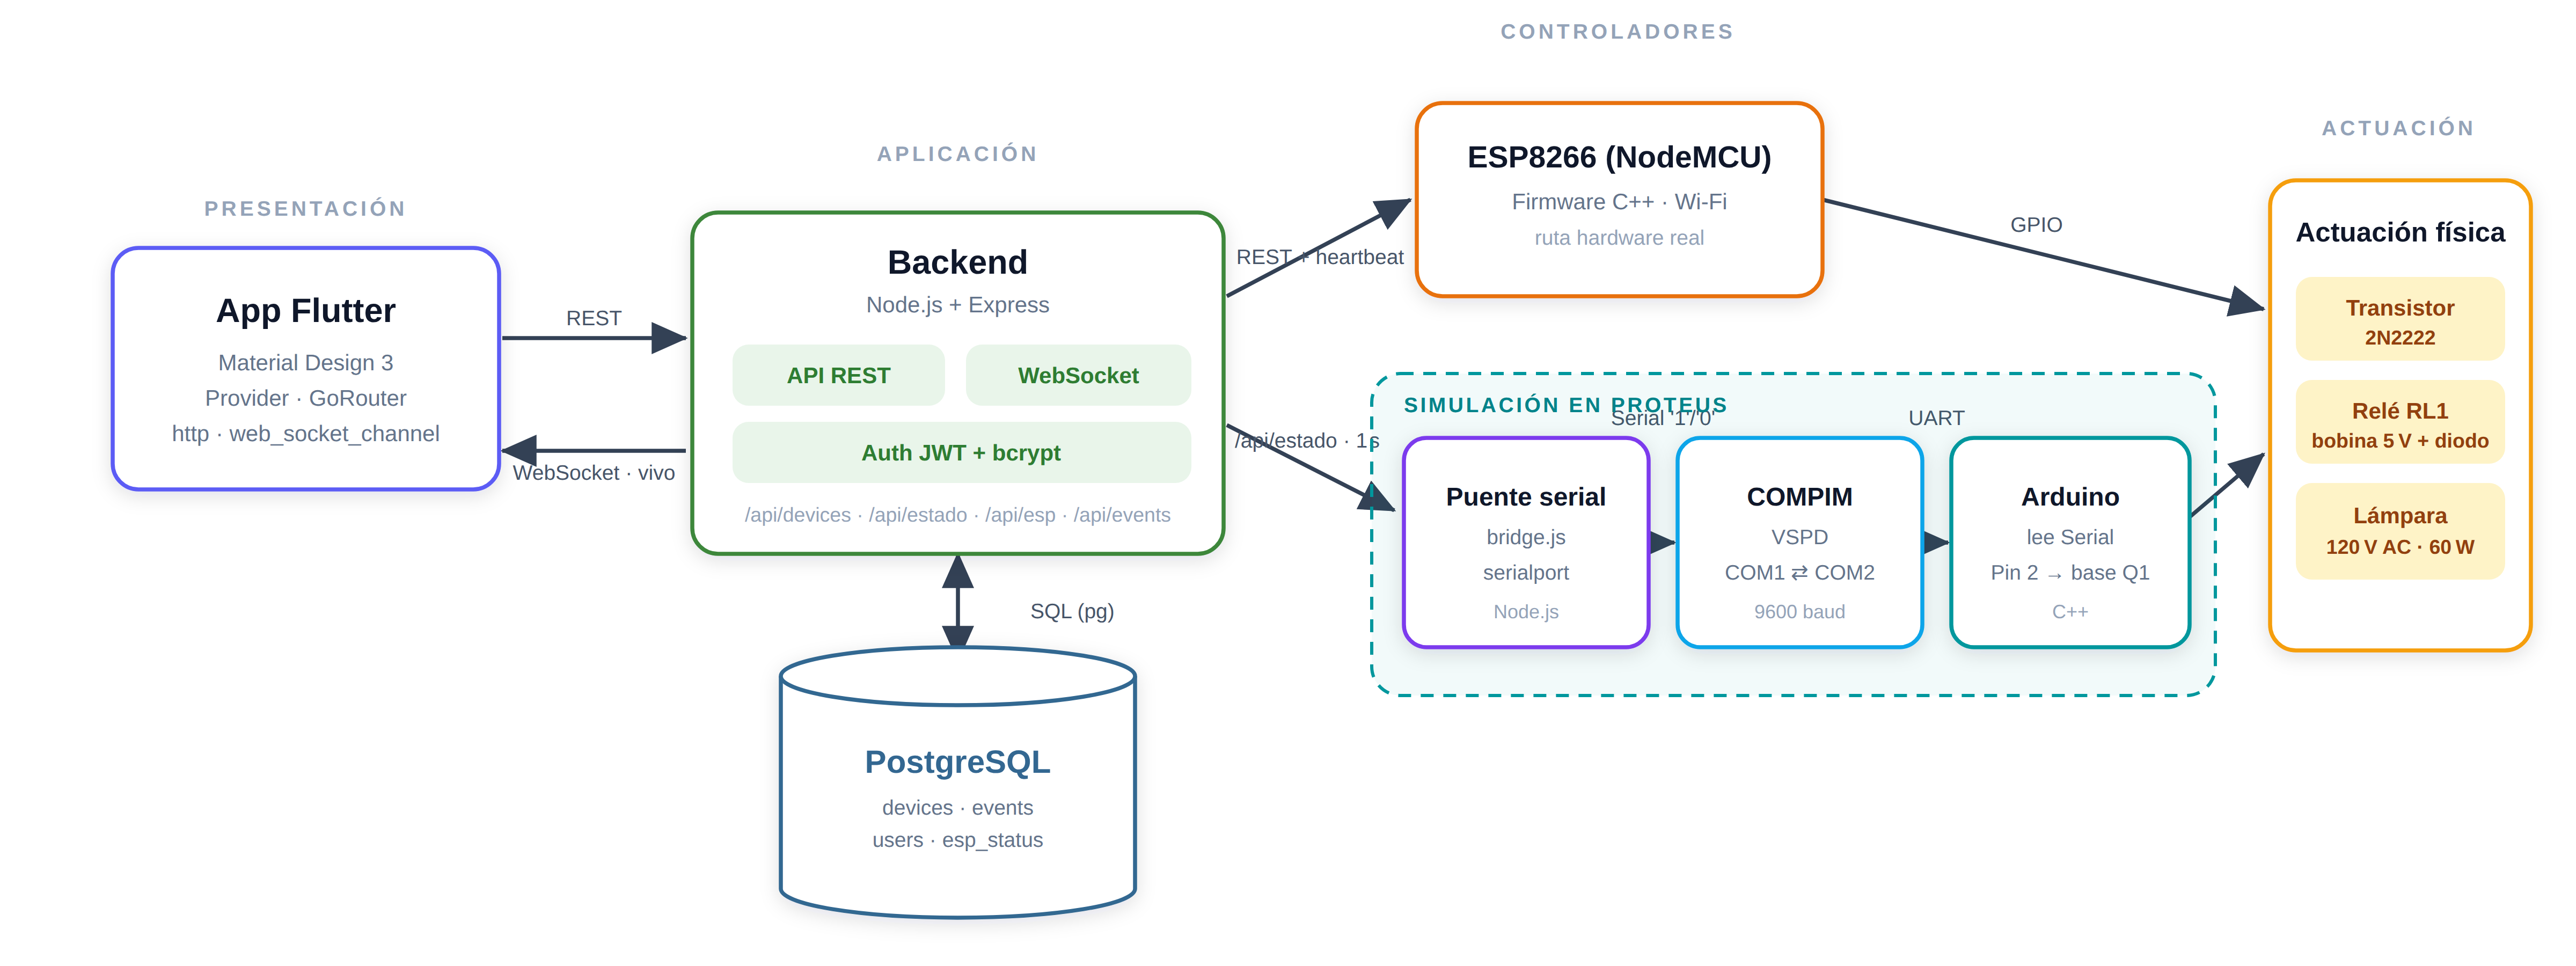 CONTROLADORES
ACTUACIÓN
APLICACIÓN
PRESENTACIÓN
App Flutter
Material Design 3
Provider · GoRouter
http · web_socket_channel
REST
WebSocket · vivo
Backend
Node.js + Express
API REST
WebSocket
Auth JWT + bcrypt
/api/devices · /api/estado · /api/esp · /api/events
SQL (pg)
PostgreSQL
devices · events
users · esp_status
REST + heartbeat
/api/estado · 1 s
ESP8266 (NodeMCU)
Firmware C++ · Wi-Fi
ruta hardware real
GPIO
SIMULACIÓN EN PROTEUS
Serial '1'/'0'
UART
Puente serial
bridge.js
serialport
Node.js
COMPIM
VSPD
COM1 ⇄ COM2
9600 baud
Arduino
lee Serial
Pin 2 → base Q1
C++
Actuación física
Transistor
2N2222
Relé RL1
bobina 5 V + diodo
Lámpara
120 V AC · 60 W